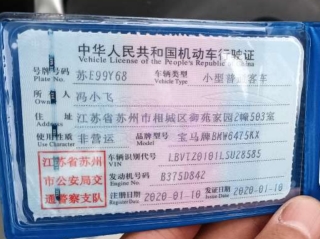 中华人民共和国机动车行驶证
Vehicle License of the People's Republic of China
号牌号码 苏E99Y68 车辆类型 小型普通客车
Plate No. Vehicle Type
所有人 冯小飞
Owner
住址 江苏省苏州市相城区御苑家园2幢503室
Address
使用性质 非营运 品牌型号 宝马牌BMW6475KX
Use Character Model
江苏省苏州
市公安局交
通警察支队
车辆识别代号 LBVTZ0101LSU28585
VIN
发动机号码 B375D842
Engine No.
注册日期 2020-01-10 发证日期 2020-01-10
Register Date Issue Date